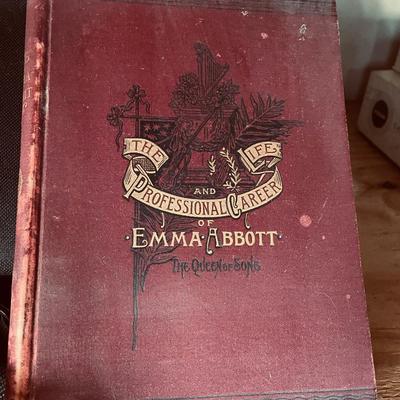 THE LIFE
AND
PROFESSIONAL CAREER
OF
EMMA·ABBOTT·
THE QUEEN OF SONG.